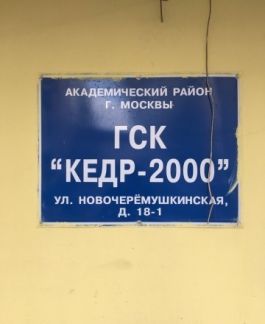 АКАДЕМИЧЕСКИЙ РАЙОН
Г. МОСКВЫ
ГСК
"КЕДР-2000"
УЛ. НОВОЧЕРЁМУШКИНСКАЯ,
Д. 18-1